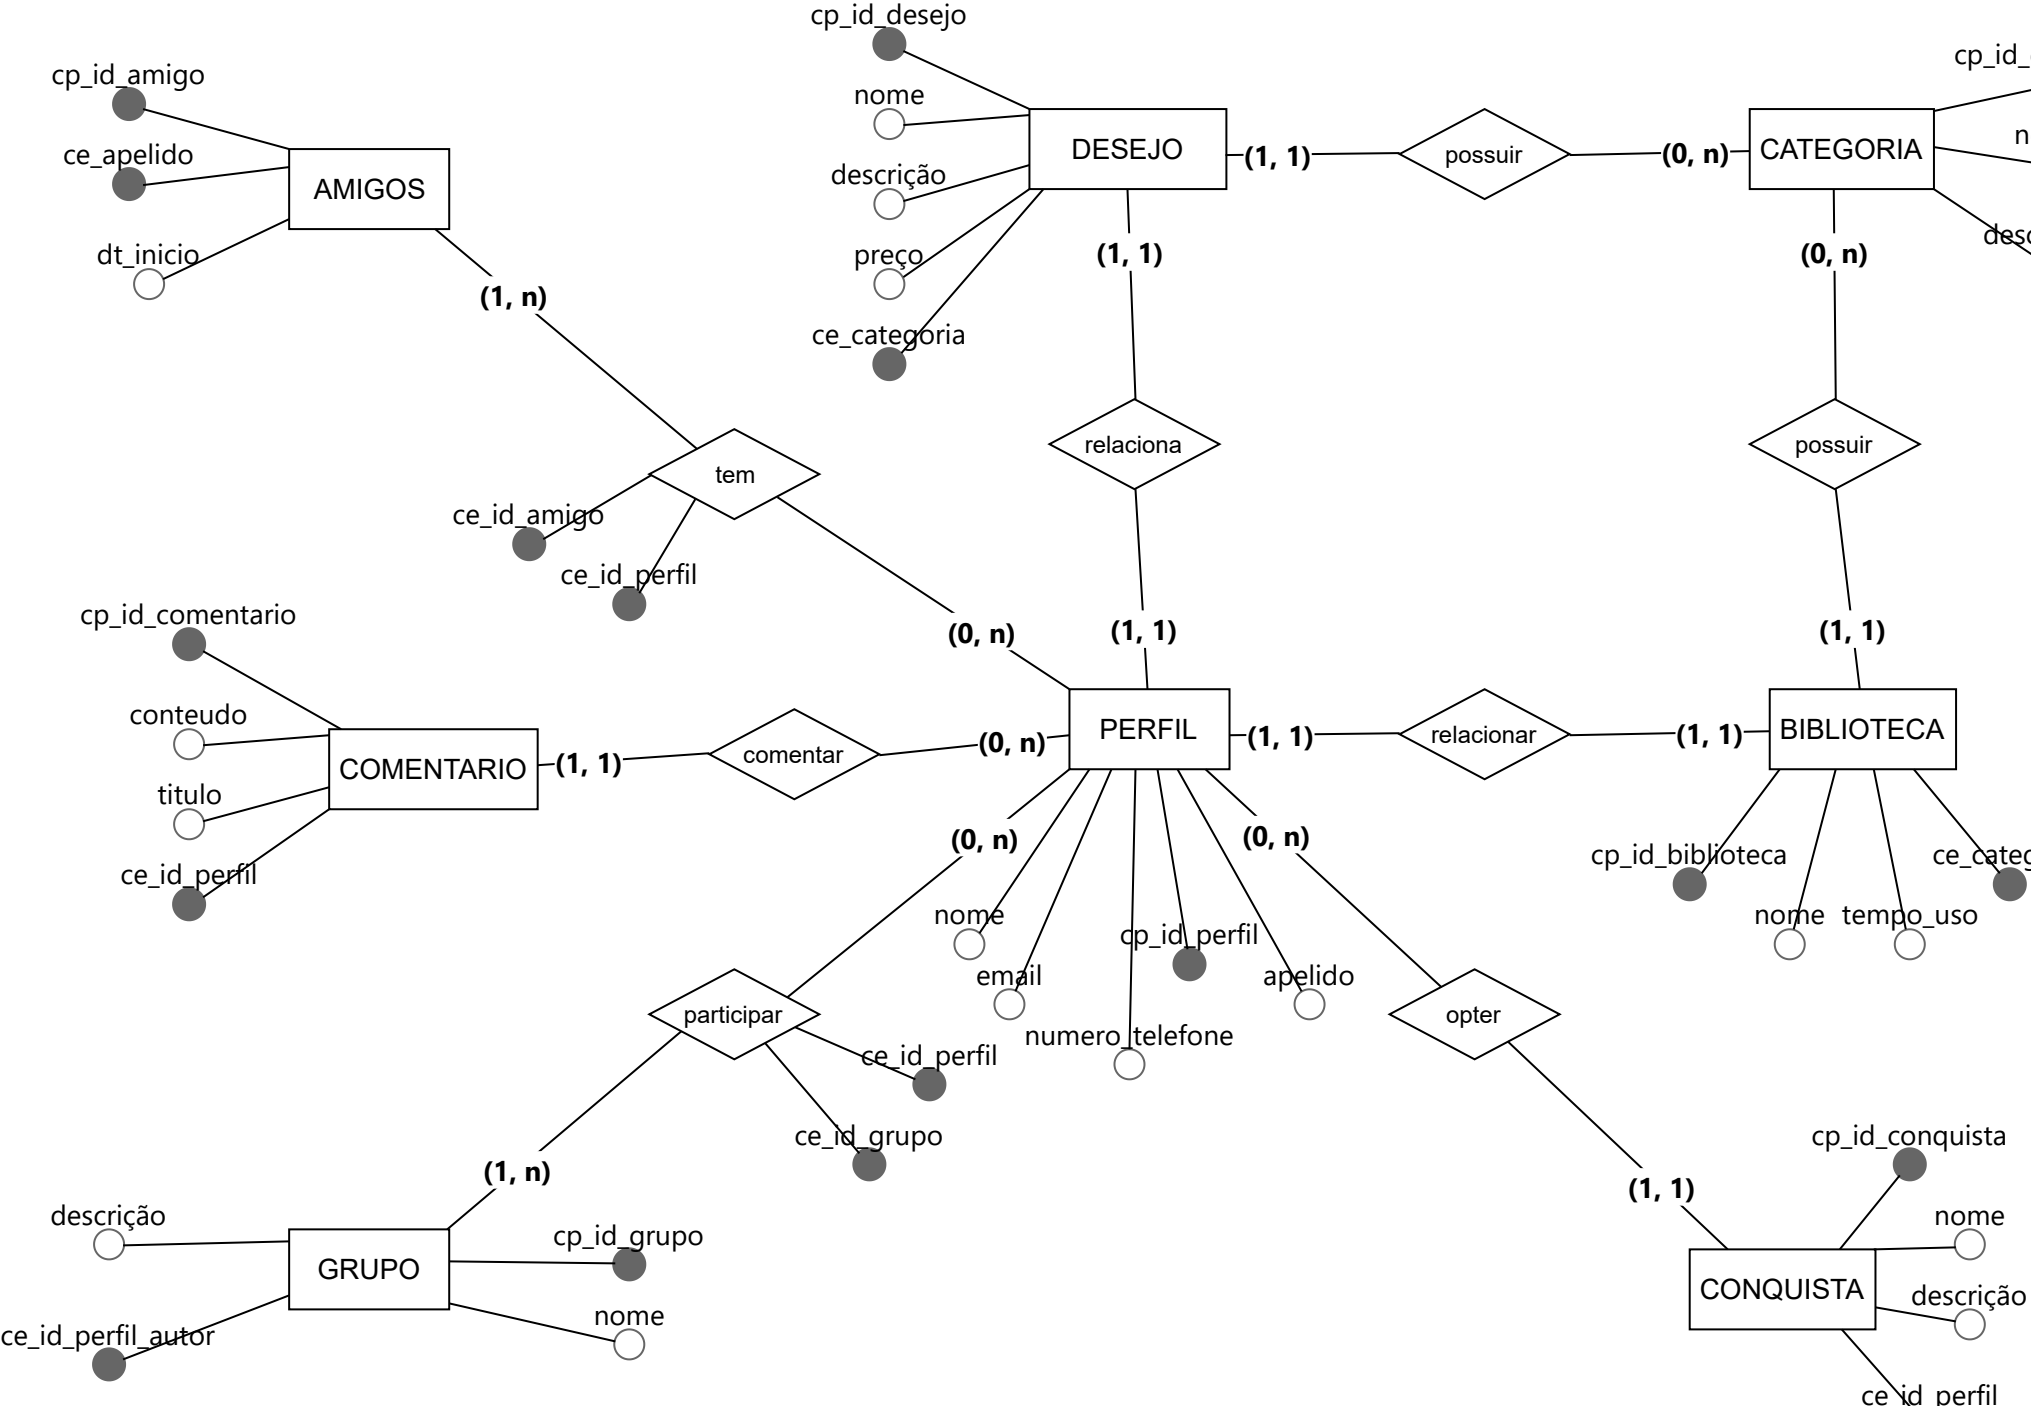 cp_id_desejo
cp_id_amigo
cp_id_
nome
n
ce_apelido
AMIGOS
DESEJO
(1, 1)
possuir
(0, n)
CATEGORIA
descrição
dt_inicio
preço
(1, 1)
(0, n)
desc
(1, n)
ce_categoria
tem
relaciona
possuir
ce_id_amigo
ce_id_perfil
cp_id_comentario
(0, n)
(1, 1)
(1, 1)
conteudo
COMENTARIO
(1, 1)
comentar
(0, n)
PERFIL
(1, 1)
relacionar
(1, 1)
BIBLIOTECA
titulo
(0, n)
(0, n)
ce_id_perfil
cp_id_biblioteca
ce_categ
nome
cp_id_perfil
nome
tempo_uso
email
apelido
participar
numero_telefone
opter
ce_id_perfil
ce_id_grupo
cp_id_conquista
(1, n)
(1, 1)
descrição
cp_id_grupo
nome
GRUPO
CONQUISTA
descrição
nome
ce_id_perfil_autor
ce_id_perfil